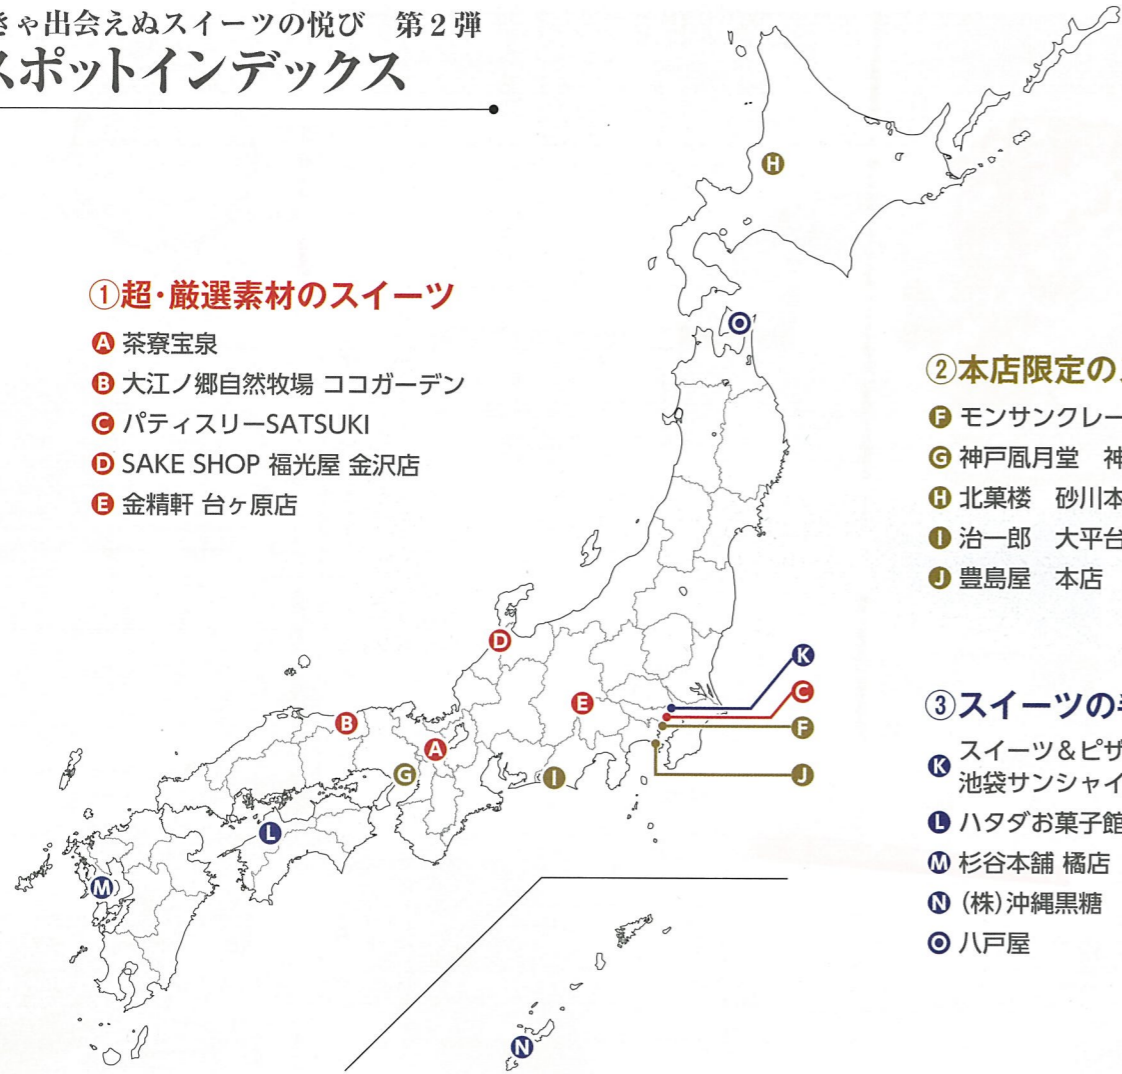 きゃ出会えぬスイーツの悦び 第2弾
スポットインデックス
①超・厳選素材のスイーツ
A 茶寮宝泉
B 大江ノ郷自然牧場 ココガーデン
C パティスリーSATSUKI
D SAKE SHOP 福光屋 金沢店
E 金精軒 台ヶ原店
②本店限定の
F モンサンクレー
G 神戸凮月堂 神
H 北菓楼 砂川本
I 治一郎 大平台
J 豊島屋 本店
③スイーツの
K スイーツ&ピザ
池袋サンシャイ
L ハタダお菓子館
M 杉谷本舗 橘店
N (株)沖縄黒糖
O 八戸屋
H
O
D
K
E
C
B
F
A
G
I
J
L
M
N